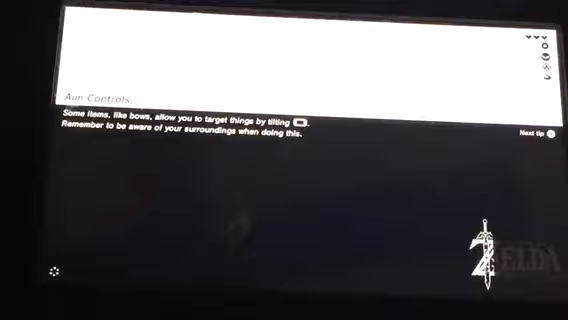 Aim Controls
Some items, like bows, allow you to target things by tilting
Remember to be aware of your surroundings when doing this.
Next tip
ZELDA